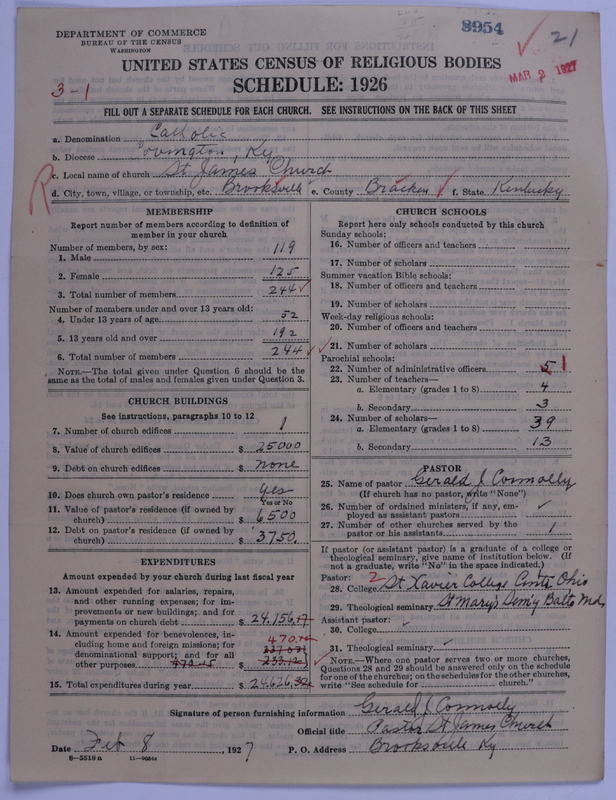 DEPARTMENT OF COMMERCE
BUREAU OF THE CENSUS
WASHINGTON
8954
21
MAR 2 1927
UNITED STATES CENSUS OF RELIGIOUS BODIES
SCHEDULE: 1926
3-1
FILL OUT A SEPARATE SCHEDULE FOR EACH CHURCH. SEE INSTRUCTIONS ON THE BACK OF THIS SHEET
a. Denomination Catholic
b. Diocese Covington, Ky
c. Local name of church St James Church
R
d. City, town, village, or township, etc. Brooksville e. County Bracken f. State Kentucky
MEMBERSHIP
Report number of members according to definition of member in your church
Number of members, by sex:
1. Male 119
2. Female 125
3. Total number of members 244
Number of members under and over 13 years old:
4. Under 13 years of age 52
5. 13 years old and over 192
6. Total number of members 244
NOTE.—The total given under Question 6 should be
same as the total of males and females given under Question 3.
CHURCH BUILDINGS
See instructions, paragraphs 10 to 12
7. Number of church edifices 1
8. Value of church edifices $ 25000
9. Debt on church edifices $ none
10. Does church own pastor's residence yes
Yes or No
11. Value of pastor's residence (if owned by
church) $ 6500
12. Debt on pastor's residence (if owned by
church) $ 3750.
EXPENDITURES
Amount expended by your church during last fiscal year
13. Amount expended for salaries, repairs,
and other running expenses; for im-
provements or new buildings; and for
payments on church debt $ 24,156.17
14. Amount expended for benevolences, in-
cluding home and foreign missions; for
denominational support; and for all
other purposes 470.15 $ 233.12
15. Total expenditures during year $ 24,626.32
CHURCH SCHOOLS
Report here only schools conducted by this church
Sunday schools:
16. Number of officers and teachers
17. Number of scholars
Summer vacation Bible schools:
18. Number of officers and teachers
19. Number of scholars
Week-day religious schools:
20. Number of officers and teachers
21. Number of scholars
Parochial schools:
22. Number of administrative officers 5 1
23. Number of teachers—
a. Elementary (grades 1 to 8) 4
b. Secondary 3
24. Number of scholars—
a. Elementary (grades 1 to 8) 39
b. Secondary 13
PASTOR
25. Name of pastor Gerald J. Connolly
(If church has no pastor, write "None")
26. Number of ordained ministers, if any, em-
ployed as assistant pastors
27. Number of other churches served by the
pastor or his assistants 1
If pastor (or assistant pastor) is a graduate of a college or
theological seminary, give name of institution below. (If
not a graduate, write "No" in the space indicated.)
Pastor: 2
28. College St Xavier College Ohio
29. Theological seminary St Mary's Sem'y Balto Md.
Assistant pastor:
30. College
31. Theological seminary
NOTE.—Where one pastor serves two or more churches,
Questions 28 and 29 should be answered only on the schedule
for one of the churches; on the schedules for the other churches,
write "See schedule for church."
Signature of person furnishing information Gerald J. Connolly
Official title Pastor St James Church
Date Feb 8, 1927 P. O. Address Brooksville Ky
8—5518 a